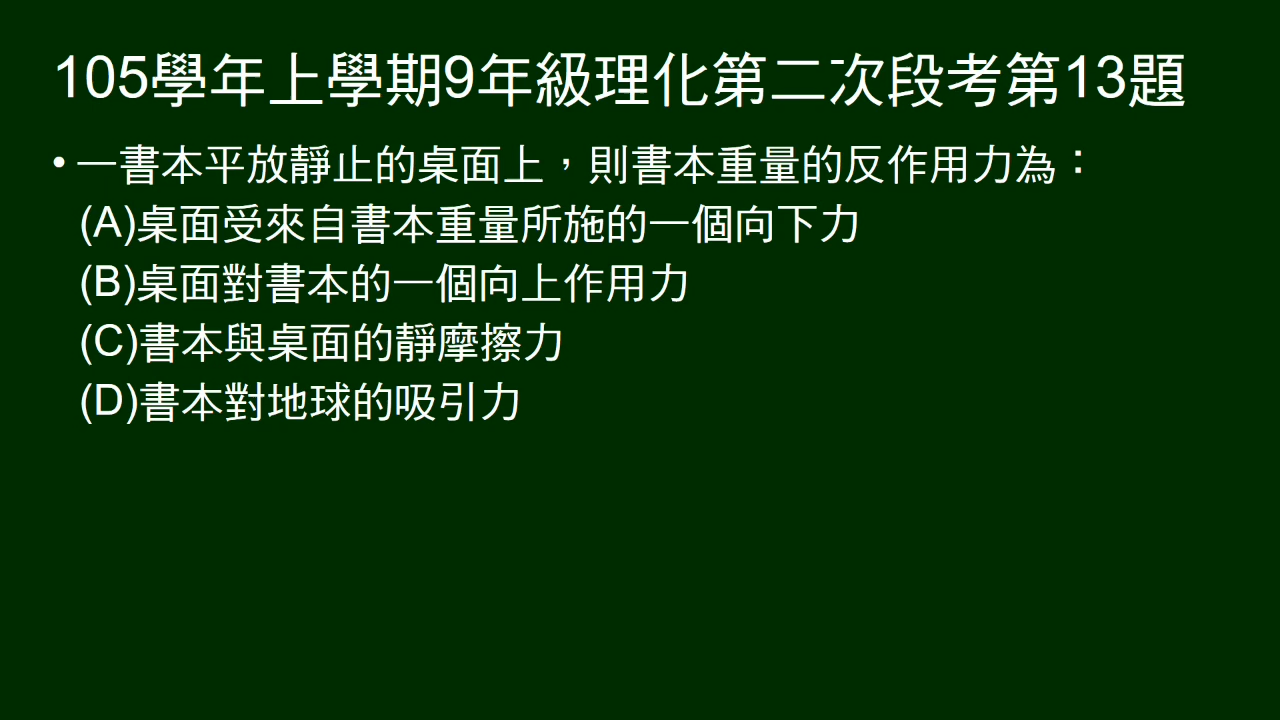 105學年上學期9年級理化第二次段考第13題
•一書本平放靜止的桌面上，則書本重量的反作用力為：
(A)桌面受來自書本重量所施的一個向下力
(B)桌面對書本的一個向上作用力
(C)書本與桌面的靜摩擦力
(D)書本對地球的吸引力